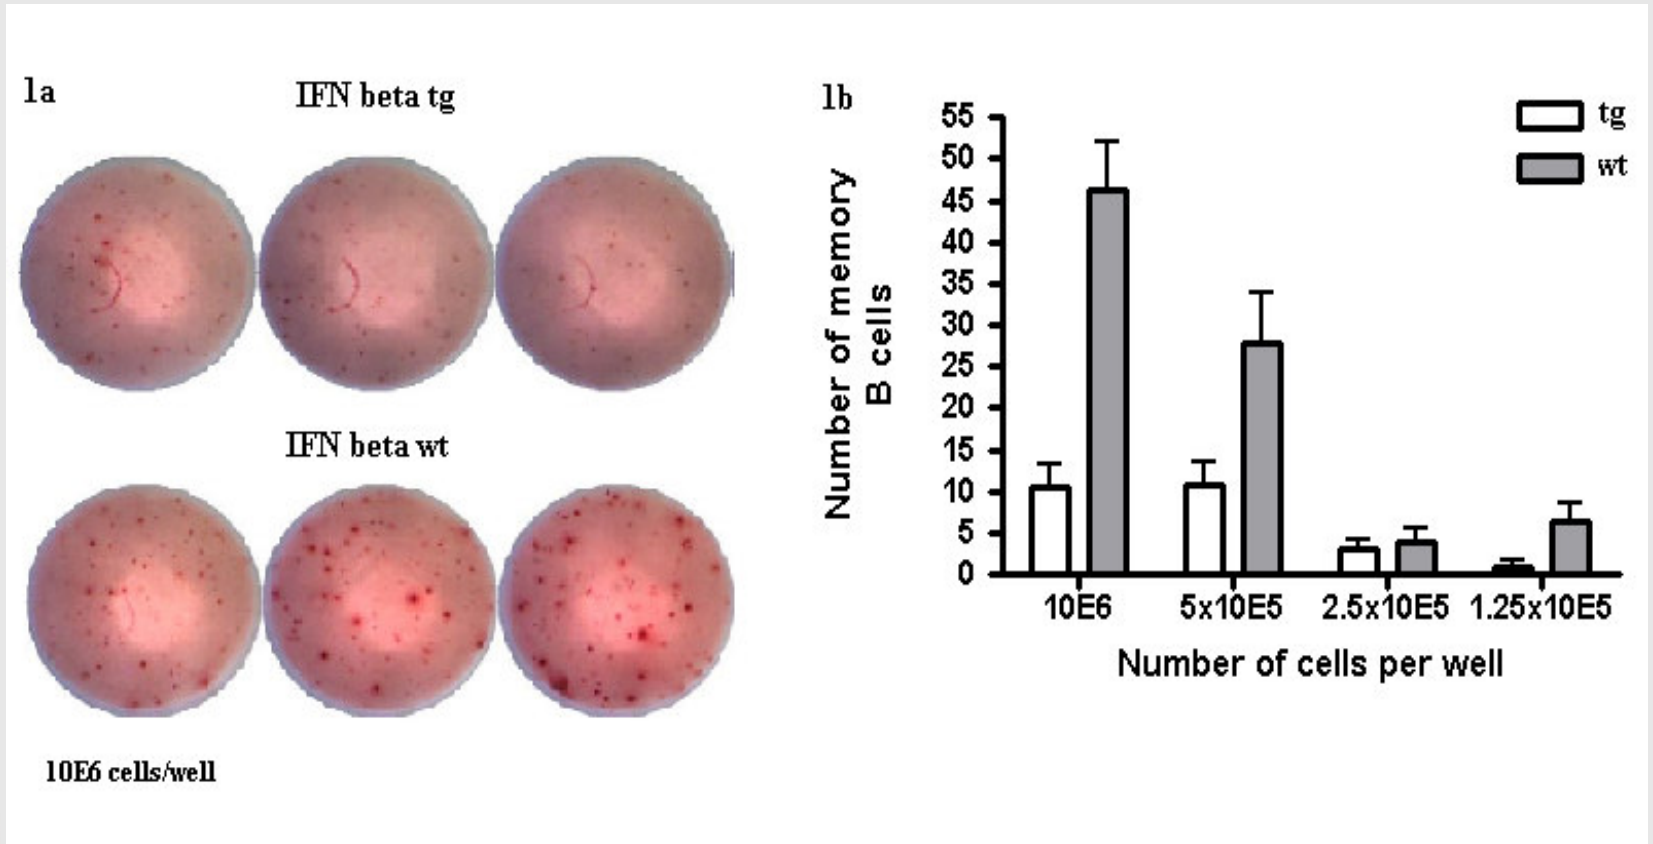 1a
IFN beta tg
IFN beta wt
10E6 cells/well
1b
tg
wt
Number of memory
B cells
55
50
45
40
35
30
25
20
15
10
5
0
10E6 5x10E5 2.5x10E5 1.25x10E5
Number of cells per well